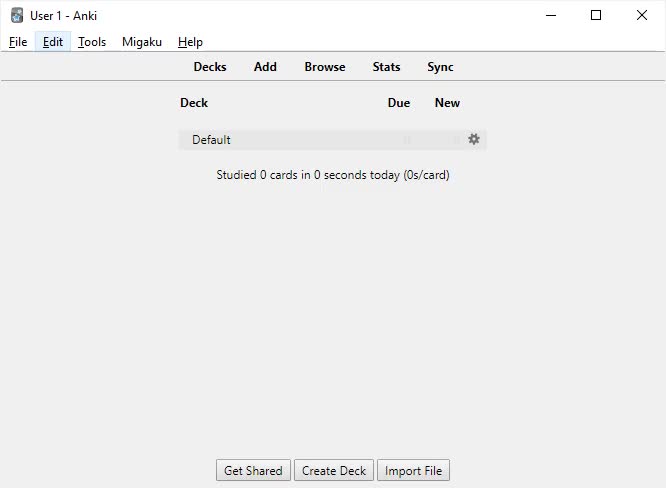 User 1 - Anki
File Edit Tools Migaku Help
Decks Add Browse Stats Sync
Deck Due New
Default 0 0
Studied 0 cards in 0 seconds today (0s/card)
Get Shared Create Deck Import File